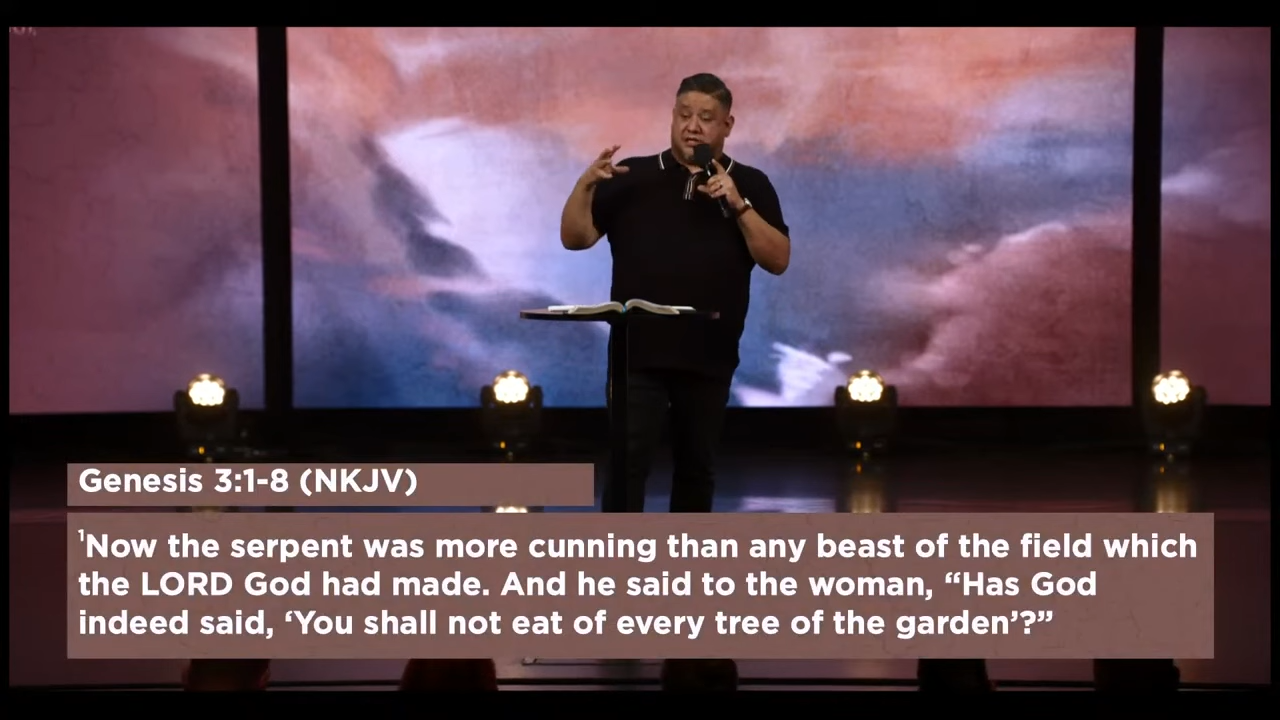 Genesis 3:1-8 (NKJV)
¹Now the serpent was more cunning than any beast of the field which
the LORD God had made. And he said to the woman, “Has God
indeed said, ‘You shall not eat of every tree of the garden’?”